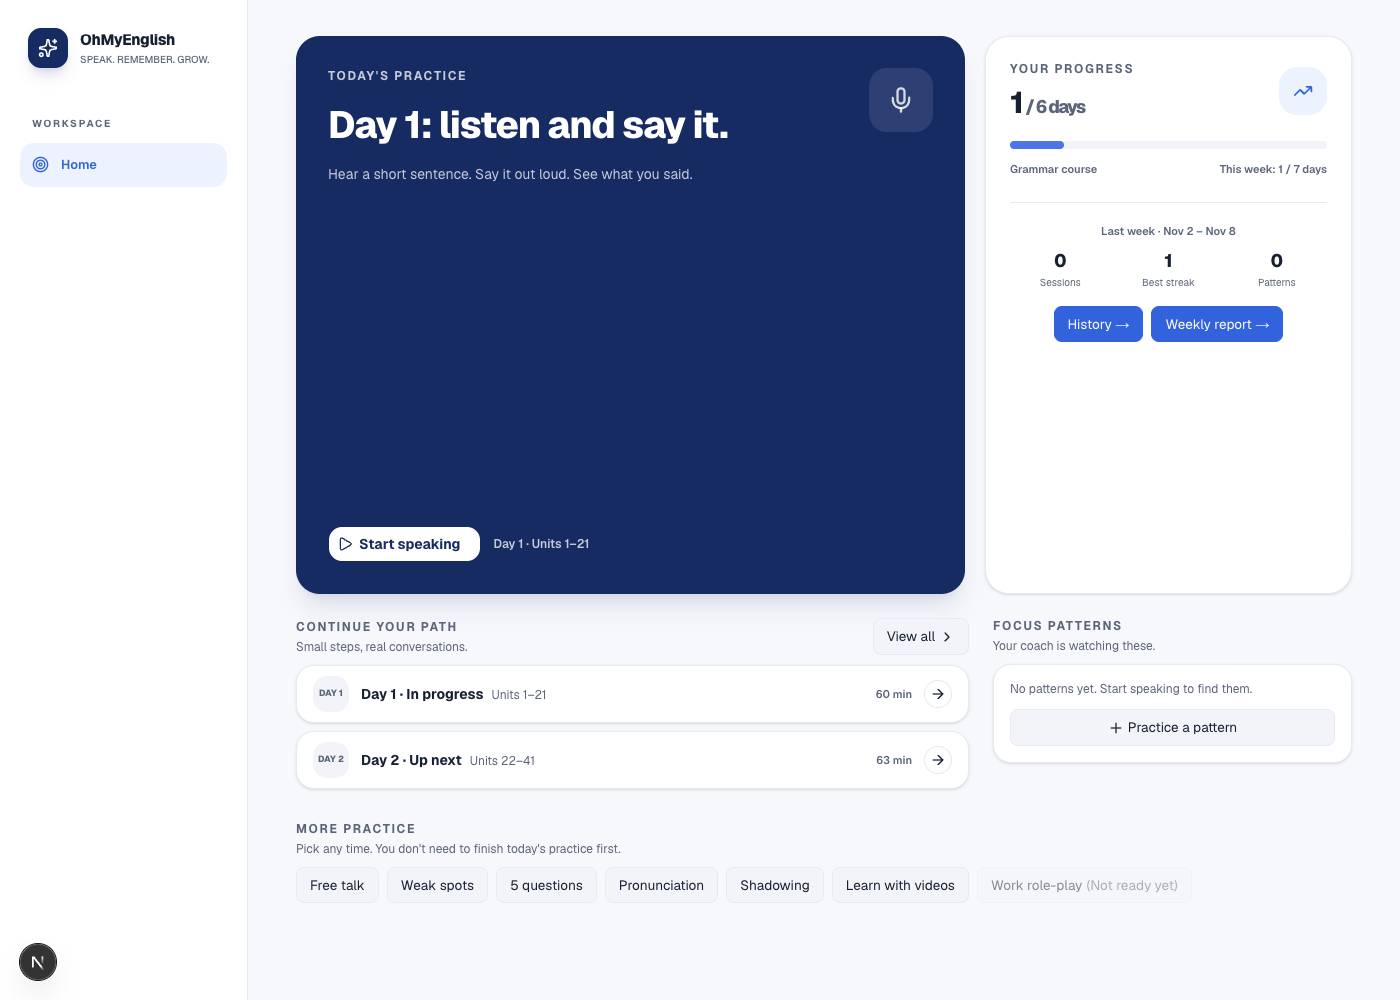 OhMyEnglish
SPEAK. REMEMBER. GROW.
WORKSPACE
Home
TODAY'S PRACTICE
Day 1: listen and say it.
Hear a short sentence. Say it out loud. See what you said.
Start speaking
Day 1 · Units 1–21
YOUR PROGRESS
1 / 6 days
Grammar course
This week: 1 / 7 days
Last week · Nov 2 – Nov 8
0
1
0
Sessions
Best streak
Patterns
History →
Weekly report →
CONTINUE YOUR PATH
Small steps, real conversations.
View all
DAY 1
Day 1 · In progress Units 1–21
60 min
DAY 2
Day 2 · Up next Units 22–41
63 min
FOCUS PATTERNS
Your coach is watching these.
No patterns yet. Start speaking to find them.
Practice a pattern
MORE PRACTICE
Pick any time. You don't need to finish today's practice first.
Free talk
Weak spots
5 questions
Pronunciation
Shadowing
Learn with videos
Work role-play (Not ready yet)
N